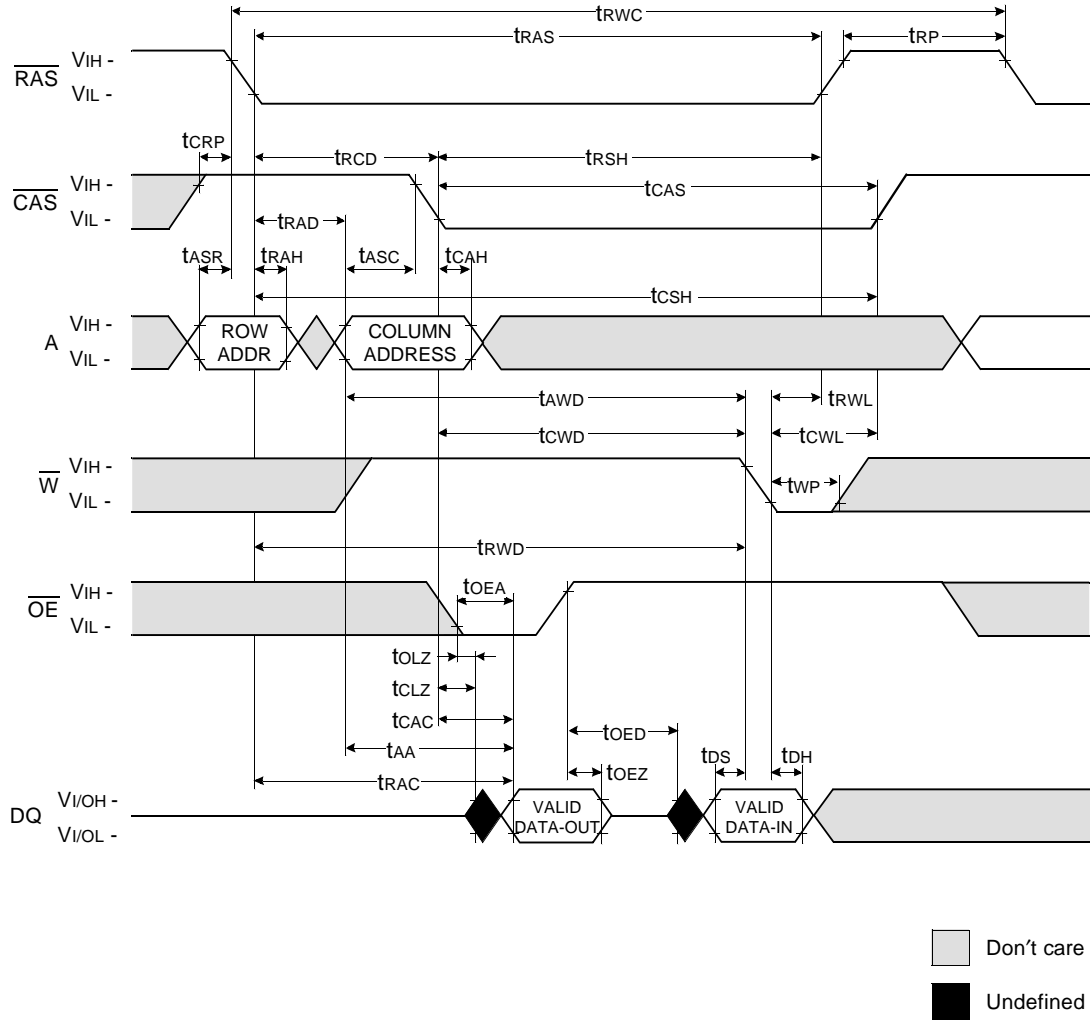 tRWC
tRAS
tRP
RAS
VIH -
VIL -
tCRP
tRCD
tRSH
CAS
VIH -
VIL -
tCAS
tRAD
tASR
tRAH
tASC
tCAH
tCSH
A
VIH -
VIL -
ROW
ADDR
COLUMN
ADDRESS
tAWD
tRWL
tCWD
tCWL
W
VIH -
VIL -
tWP
tRWD
OE
VIH -
VIL -
tOEA
tOLZ
tCLZ
tCAC
tOED
tAA
tDS
tDH
tRAC
tOEZ
DQ
VI/OH -
VI/OL -
VALID
DATA-OUT
VALID
DATA-IN
Don′t care
Undefined